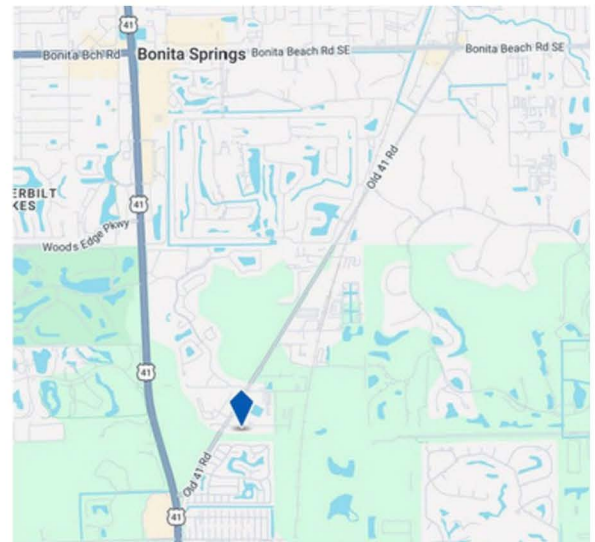 41
Bonita Bch Rd
Bonita Springs
Bonita Beach Rd SE
Bonita Beach Rd SE
Old 41 Rd
ERBILT
KES
41
Woods Edge Pkwy
41
Old 41 Rd
41